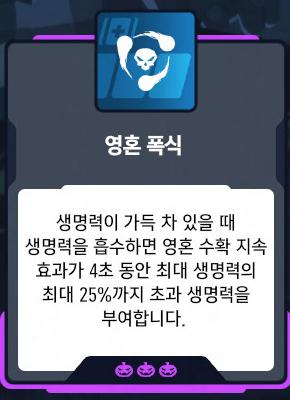 영혼 폭식
생명력이 가득 차 있을 때
생명력을 흡수하면 영혼 수확 지속
효과가 4초 동안 최대 생명력의
최대 25%까지 초과 생명력을
부여합니다.